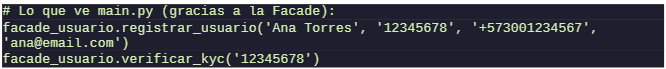 # Lo que ve main.py (gracias a la Facade):
facade_usuario.registrar_usuario('Ana Torres', '12345678', '+573001234567',
'ana@email.com')
facade_usuario.verificar_kyc('12345678')